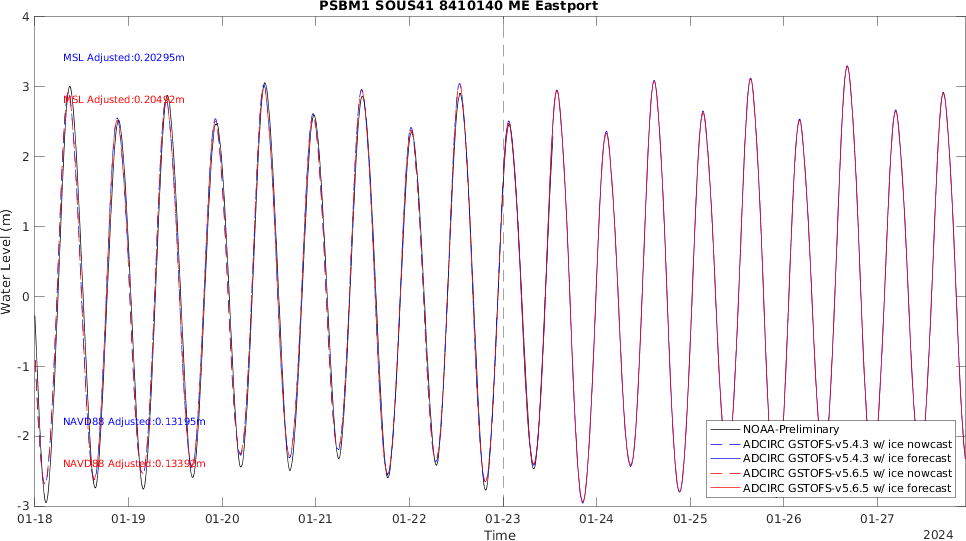 PSBM1 SOUS41 8410140 ME Eastport
4
MSL Adjusted:0.20295m
3
MSL Adjusted:0.20492m
2
1
Water Level (m)
0
-1
-2
NAVD88 Adjusted:0.13195m
NAVD88 Adjusted:0.13392m
-3
NOAA-Preliminary
ADCIRC GSTOFS-v5.4.3 w/ ice nowcast
ADCIRC GSTOFS-v5.4.3 w/ ice forecast
ADCIRC GSTOFS-v5.6.5 w/ ice nowcast
ADCIRC GSTOFS-v5.6.5 w/ ice forecast
01-18 01-19 01-20 01-21 01-22 01-23 01-24 01-25 01-26 01-27
Time
2024